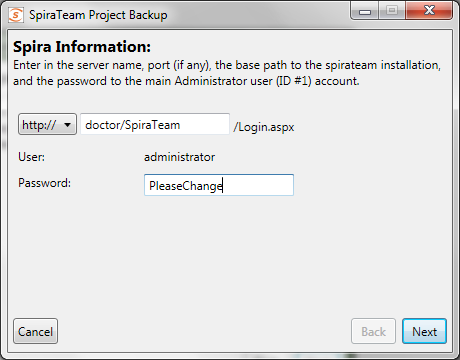 SpiraTeam Project Backup
Spira Information:
Enter in the server name, port (if any), the base path to the spirateam installation,
and the password to the main Administrator user (ID #1) account.
http:// doctor/SpiraTeam /Login.aspx
User: administrator
Password: PleaseChange
Cancel Back Next